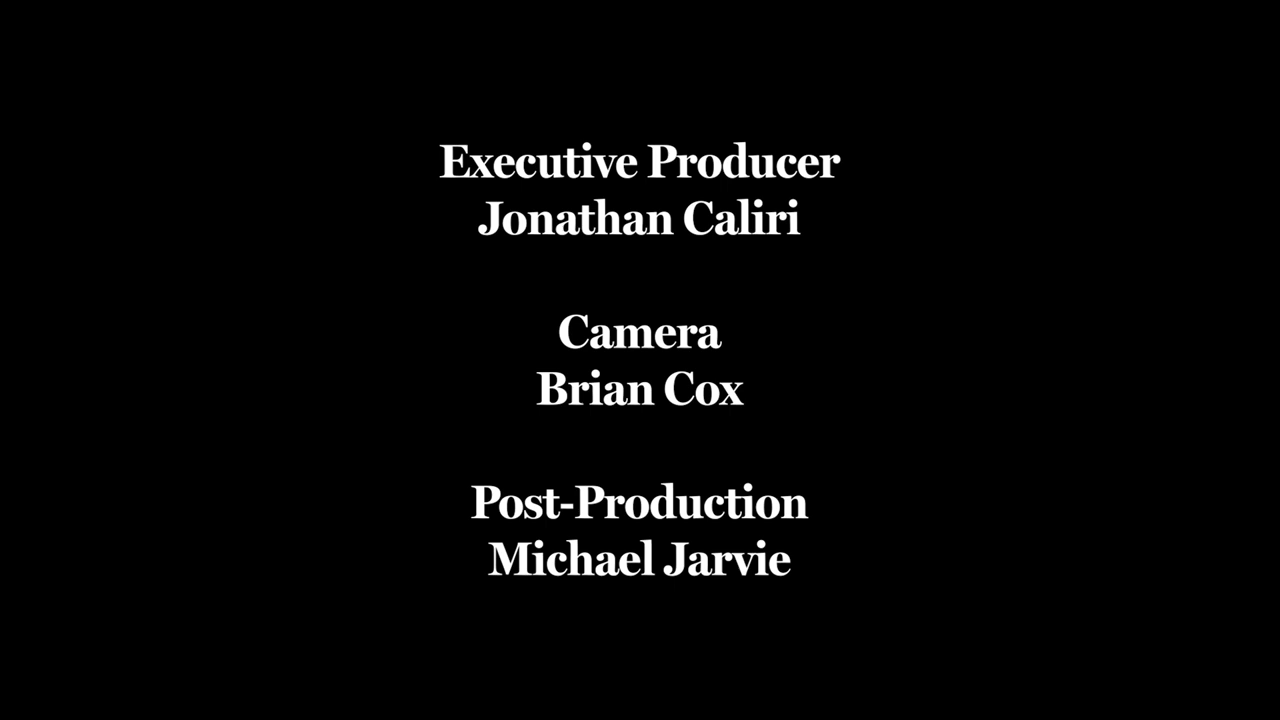 Executive Producer
Jonathan Caliri
Camera
Brian Cox
Post-Production
Michael Jarvie